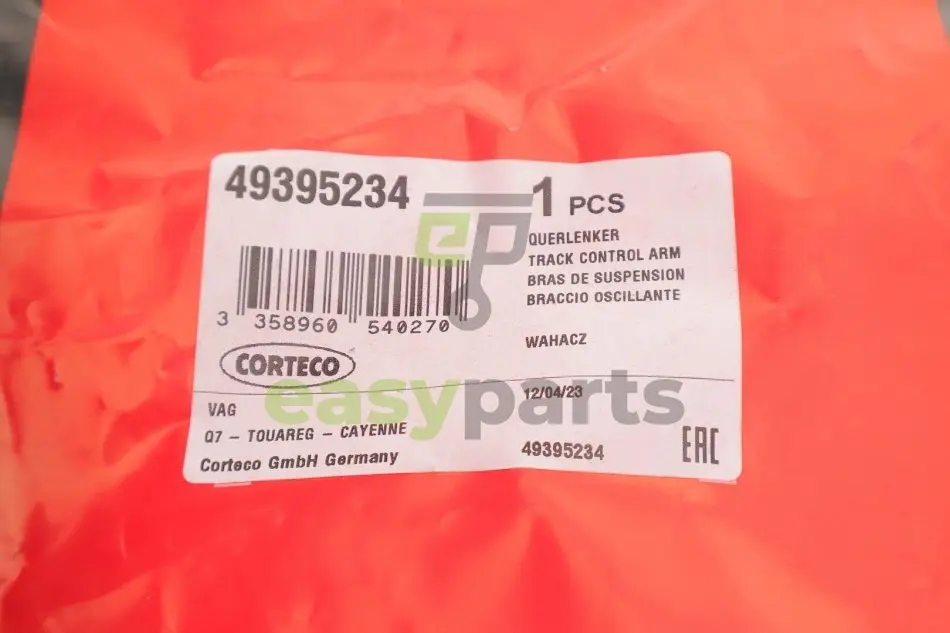 49395234
1 PCS
QUERLENKER
TRACK CONTROL ARM
BRAS DE SUSPENSION
BRACCIO OSCILLANTE
WAHACZ
3 358960 540270
CORTECO
ep
easyparts
12/04/23
VAG
Q7 - TOUAREG - CAYENNE
Corteco GmbH Germany
49395234
EAC